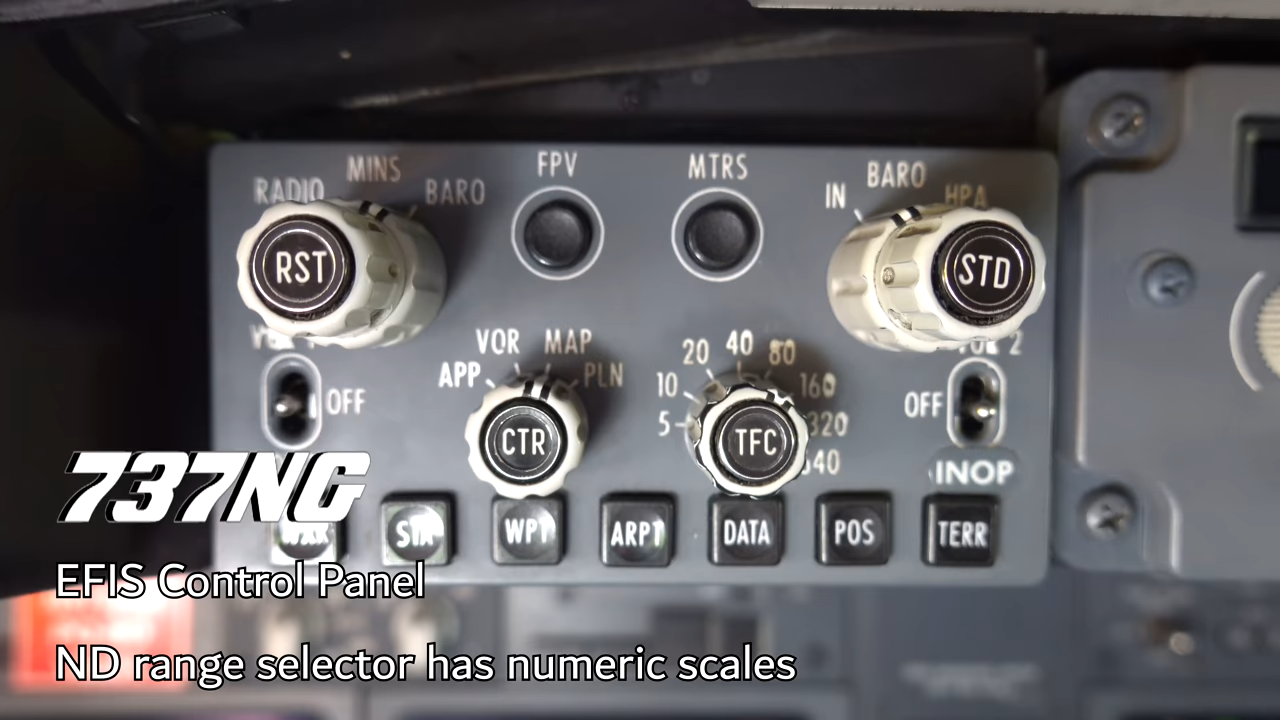 MINS
FPV
MTRS
BARO
RADIO
BARO
IN
HPA
RST
STD
VOR
MAP
20
40
80
APP
PLN
10
160
OFF
5
320
OFF
CTR
TFC
INOP
737NG
STA
WPT
ARPT
DATA
POS
TERR
EFIS Control Panel
ND range selector has numeric scales